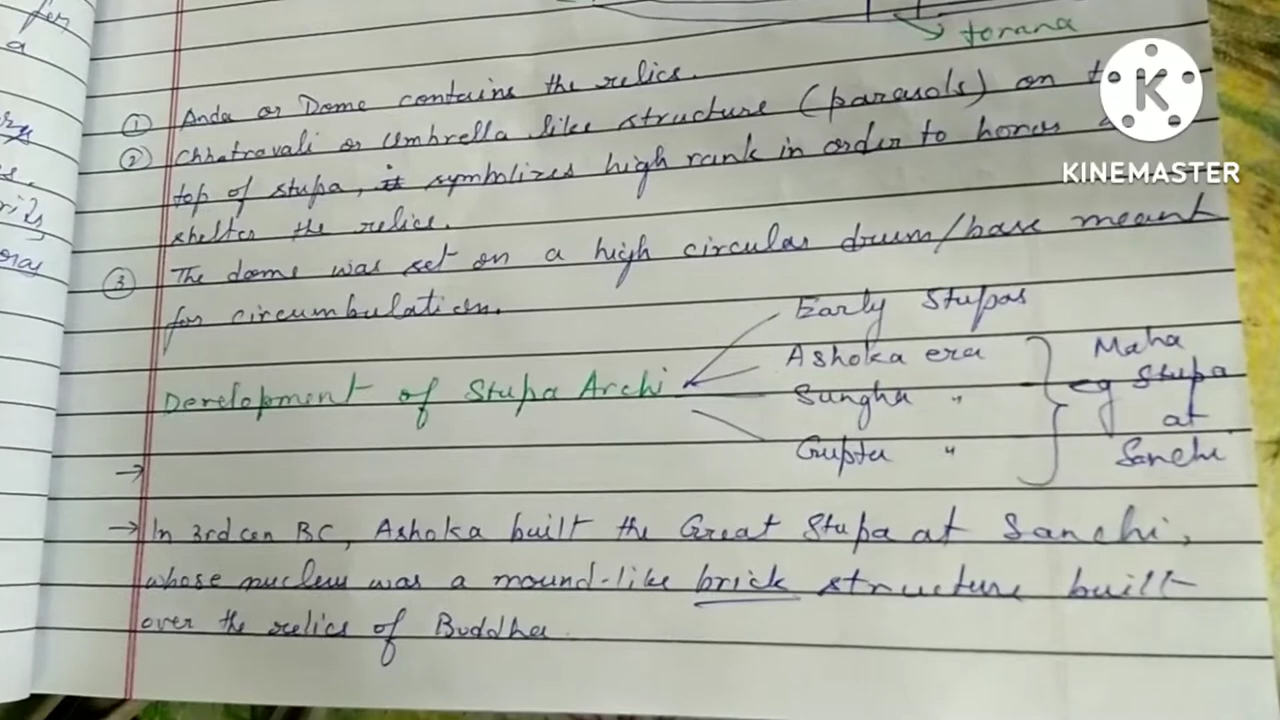 for
a
torana
① Anda or Dome contains the relics.
② Chhatravali or Umbrella like structure (parasols) on
top of stupa, it symbolizes high rank in order to honor
shelter the relics.
③ The dome was set on a high circular drum/base meant
for circumbulation.
Early Stupas
Development of Stupa Archi
Ashoka era
Sungha "
Gupta "
eg Maha Stupa
at
Sanchi
→
→ In 3rd cen BC, Ashoka built the Great Stupa at Sanchi,
whose nucleus was a mound-like brick structure built
over the relics of Buddha.
K
KINEMASTER